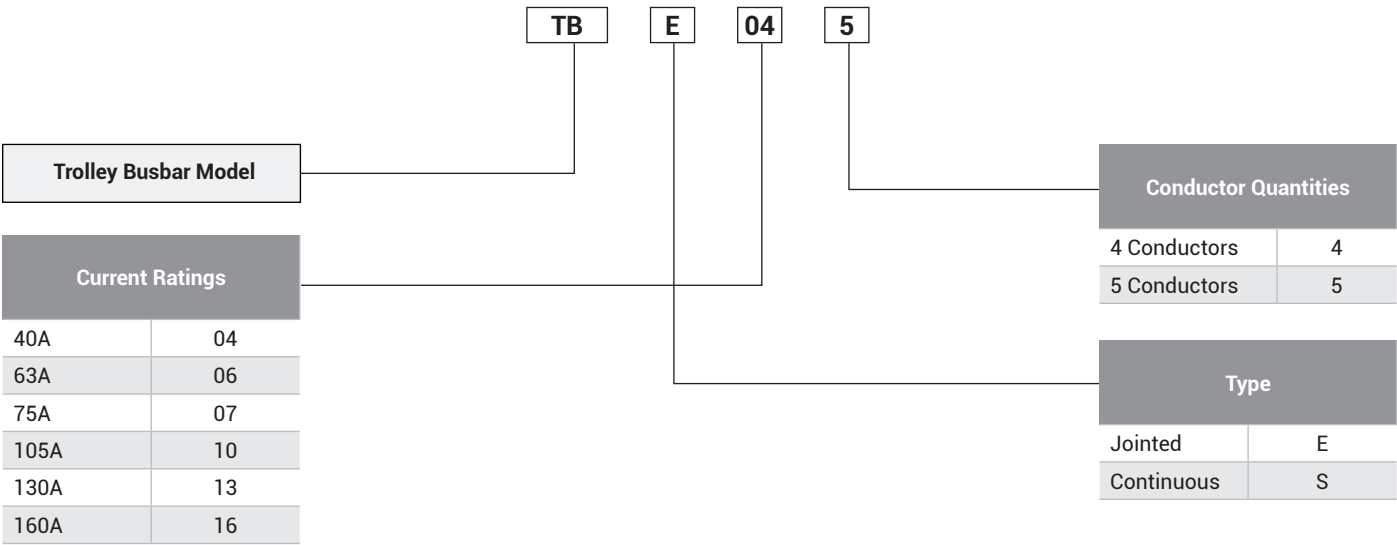 TB E 04 5
Trolley Busbar Model
Current Ratings
40A 04
63A 06
75A 07
105A 10
130A 13
160A 16
Conductor Quantities
4 Conductors 4
5 Conductors 5
Type
Jointed E
Continuous S